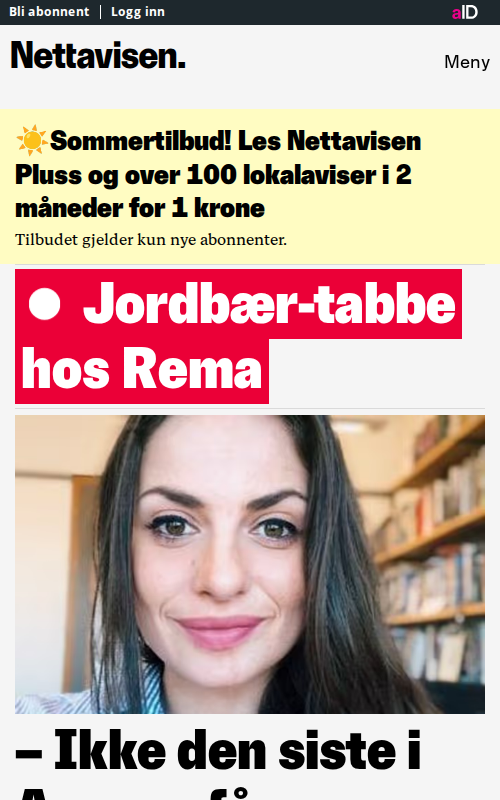 Bli abonnent | Logg inn
aID
Nettavisen.
Meny
☀️Sommertilbud! Les Nettavisen
Pluss og over 100 lokalaviser i 2
måneder for 1 krone
Tilbudet gjelder kun nye abonnenter.
● Jordbær-tabbe
hos Rema
– Ikke den siste i